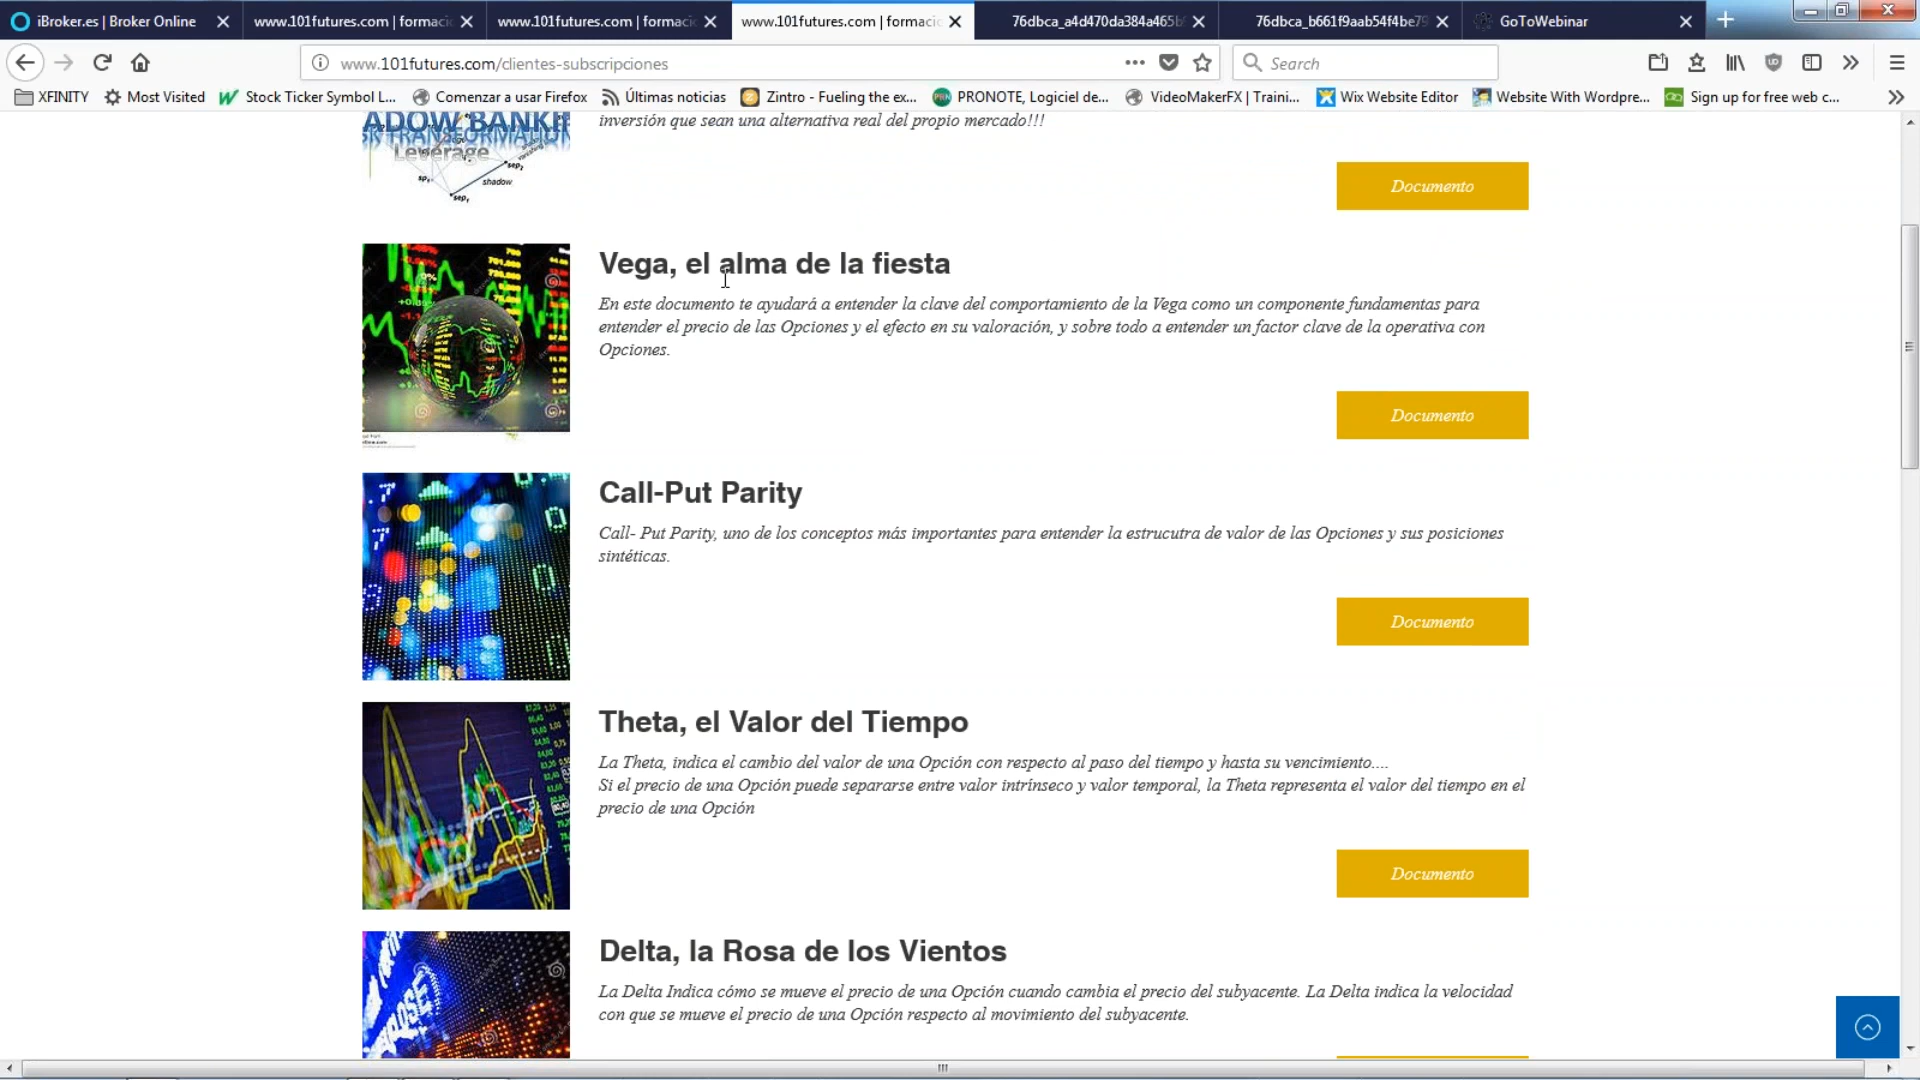 iBroker.es | Broker Online
www.101futures.com | formaci
www.101futures.com | formaci
www.101futures.com | formaci
76dbca_a4d470da384a465b
76dbca_b661f9aab54f4be79
GoToWebinar
www.101futures.com/clientes-subscripciones
Search
XFINITY
Most Visited
Stock Ticker Symbol L...
Comenzar a usar Firefox
Últimas noticias
Zintro - Fueling the ex...
PRONOTE, Logiciel de...
VideoMakerFX | Traini...
Wix Website Editor
Website With Wordpre...
Sign up for free web c...
ADOW BANKI
TRANSFORMATION
Leverage
shadow
inversión que sean una alternativa real del propio mercado!!!
Documento
Vega, el alma de la fiesta
En este documento te ayudará a entender la clave del comportamiento de la Vega como un componente fundamentas para
entender el precio de las Opciones y el efecto en su valoración, y sobre todo a entender un factor clave de la operativa con
Opciones.
Documento
Call-Put Parity
Call- Put Parity, uno de los conceptos más importantes para entender la estrucutra de valor de las Opciones y sus posiciones
sintéticas.
Documento
Theta, el Valor del Tiempo
La Theta, indica el cambio del valor de una Opción con respecto al paso del tiempo y hasta su vencimiento....
Si el precio de una Opción puede separarse entre valor intrínseco y valor temporal, la Theta representa el valor del tiempo en el
precio de una Opción
Documento
Delta, la Rosa de los Vientos
La Delta Indica cómo se mueve el precio de una Opción cuando cambia el precio del subyacente. La Delta indica la velocidad
con que se mueve el precio de una Opción respecto al movimiento del subyacente.